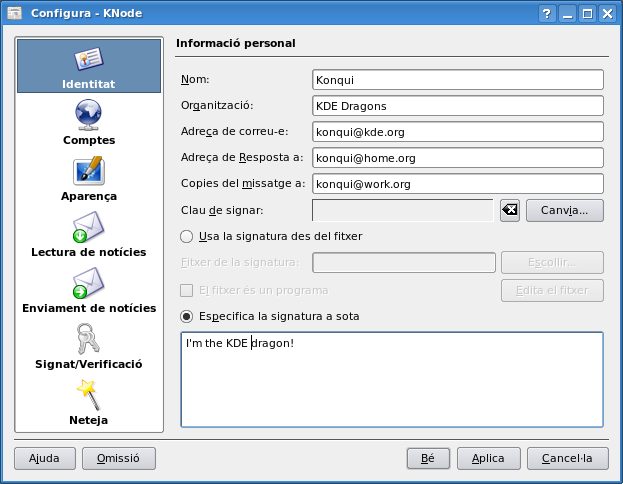 Configura - KNode
Identitat
Comptes
Aparença
Lectura de notícies
Enviament de notícies
Signat/Verificació
Neteja
Informació personal
Nom: Konqui
Organització: KDE Dragons
Adreça de correu-e: konqui@kde.org
Adreça de Resposta a: konqui@home.org
Copies del missatge a: konqui@work.org
Clau de signar: Canvia...
Usa la signatura des del fitxer
Fitxer de la signatura: Escollir...
El fitxer és un programa Edita el fitxer
Especifica la signatura a sota
I'm the KDE dragon!
Ajuda Omissió Bé Aplica Cancel·la